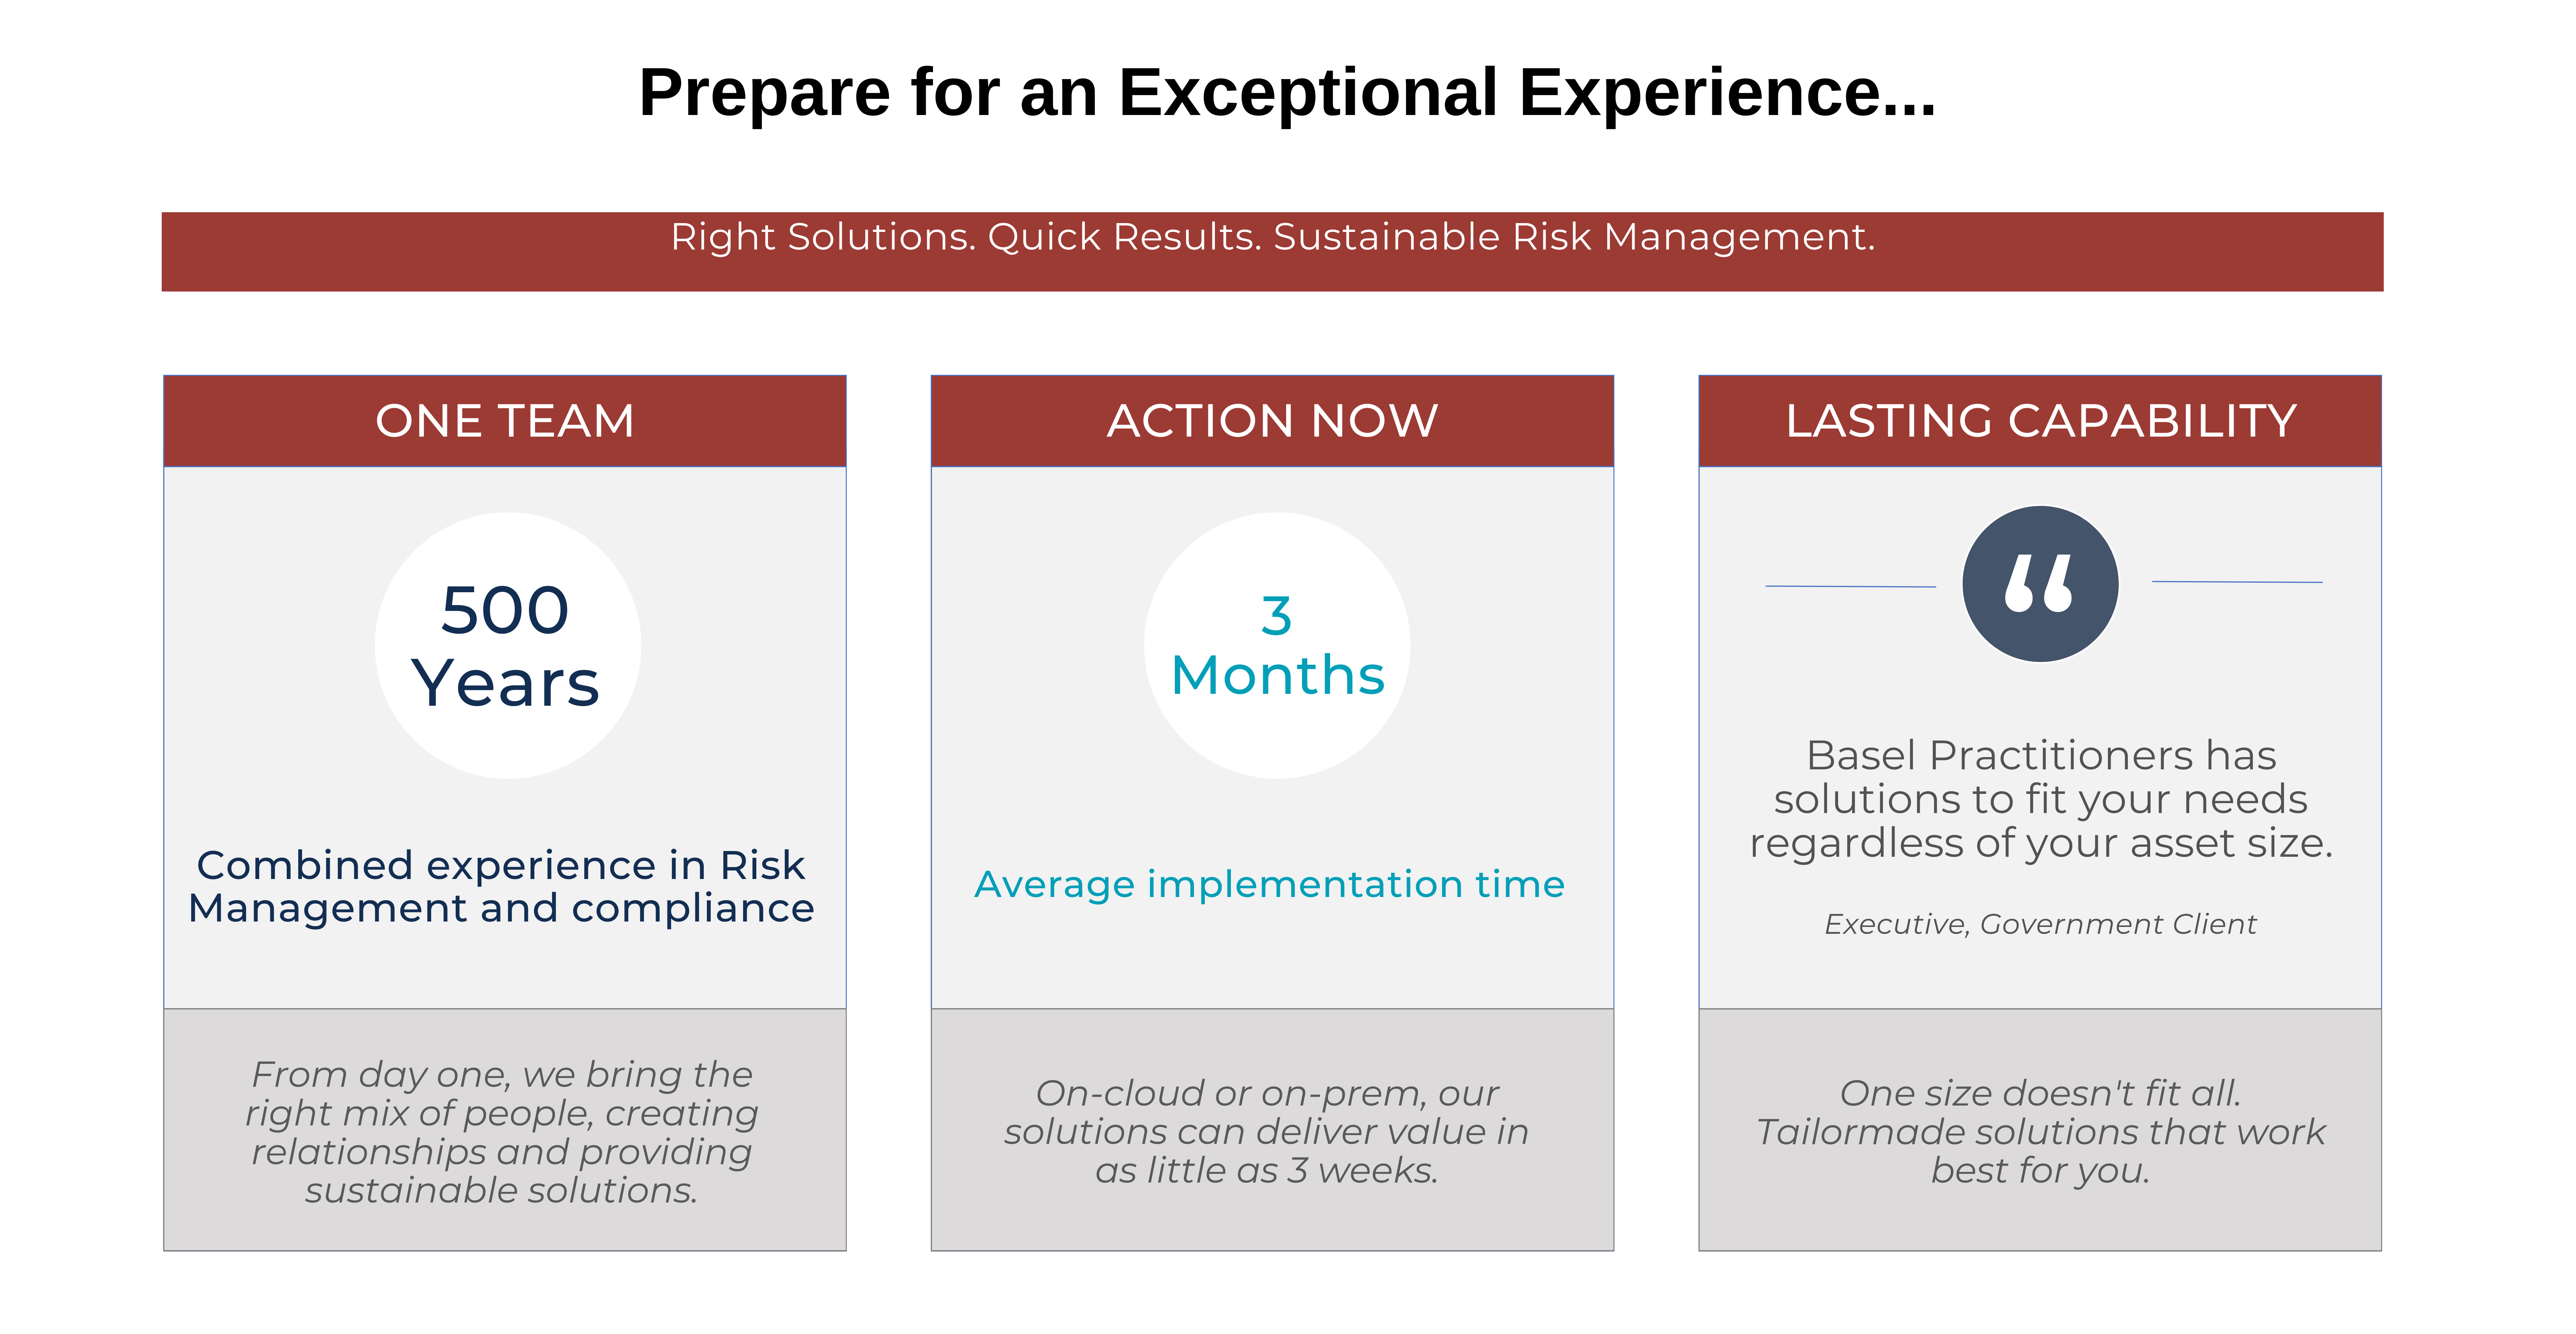 Prepare for an Exceptional Experience...
Right Solutions. Quick Results. Sustainable Risk Management.
ONE TEAM
500
Years
Combined experience in Risk
Management and compliance
From day one, we bring the
right mix of people, creating
relationships and providing
sustainable solutions.
ACTION NOW
3
Months
Average implementation time
On-cloud or on-prem, our
solutions can deliver value in
as little as 3 weeks.
LASTING CAPABILITY
“
Basel Practitioners has
solutions to fit your needs
regardless of your asset size.
Executive, Government Client
One size doesn't fit all.
Tailormade solutions that work
best for you.